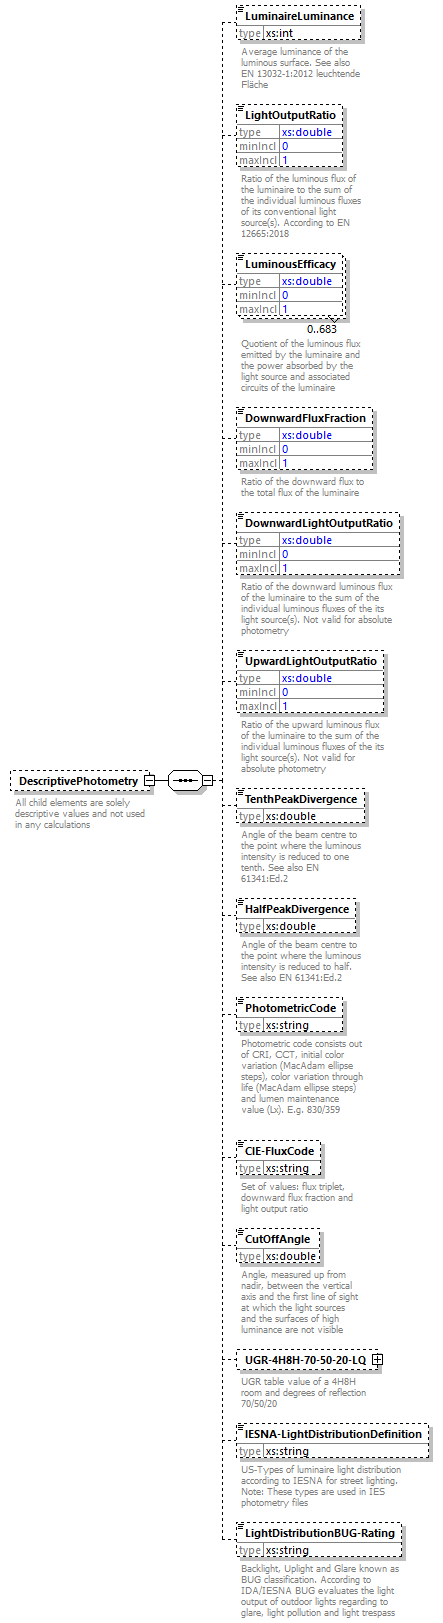 LuminaireLuminance
type xs:int
Average luminance of the
luminous surface. See also
EN 13032-1:2012 leuchtende
Fläche
LightOutputRatio
type xs:double
minIncl 0
maxIncl 1
Ratio of the luminous flux of
the luminaire to the sum of
the individual luminous fluxes
of its conventional light
source(s). According to EN
12665:2018
LuminousEfficacy
type xs:double
minIncl 0
maxIncl 1
0..683
Quotient of the luminous flux
emitted by the luminaire and
the power absorbed by the
light source and associated
circuits of the luminaire
DownwardFluxFraction
type xs:double
minIncl 0
maxIncl 1
Ratio of the downward flux to
the total flux of the luminaire
DownwardLightOutputRatio
type xs:double
minIncl 0
maxIncl 1
Ratio of the downward luminous flux
of the luminaire to the sum of the
individual luminous fluxes of the its
light source(s). Not valid for absolute
photometry
UpwardLightOutputRatio
type xs:double
minIncl 0
maxIncl 1
Ratio of the upward luminous flux
of the luminaire to the sum of the
individual luminous fluxes of the its
light source(s). Not valid for
absolute photometry
DescriptivePhotometry
All child elements are solely
descriptive values and not used
in any calculations
TenthPeakDivergence
type xs:double
Angle of the beam centre to
the point where the luminous
intensity is reduced to one
tenth. See also EN
61341:Ed.2
HalfPeakDivergence
type xs:double
Angle of the beam centre to
the point where the luminous
intensity is reduced to half.
See also EN 61341:Ed.2
PhotometricCode
type xs:string
Photometric code consists out
of CRI, CCT, initial color
variation (MacAdam ellipse
steps), color variation through
life (MacAdam ellipse steps)
and lumen maintenance
value (Lx). E.g. 830/359
CIE-FluxCode
type xs:string
Set of values: flux triplet,
downward flux fraction and
light output ratio
CutOffAngle
type xs:double
Angle, measured up from
nadir, between the vertical
axis and the first line of sight
at which the light sources
and the surfaces of high
luminance are not visible
UGR-4H8H-70-50-20-LQ
UGR table value of a 4H8H
room and degrees of reflection
70/50/20
IESNA-LightDistributionDefinition
type xs:string
US-Types of luminaire light distribution
according to IESNA for street lighting.
Note: These types are used in IES
photometry files
LightDistributionBUG-Rating
type xs:string
Backlight, Uplight and Glare known as
BUG classification. According to
IDA/IESNA BUG evaluates the light
output of outdoor lights regarding to
glare, light pollution and light trespass